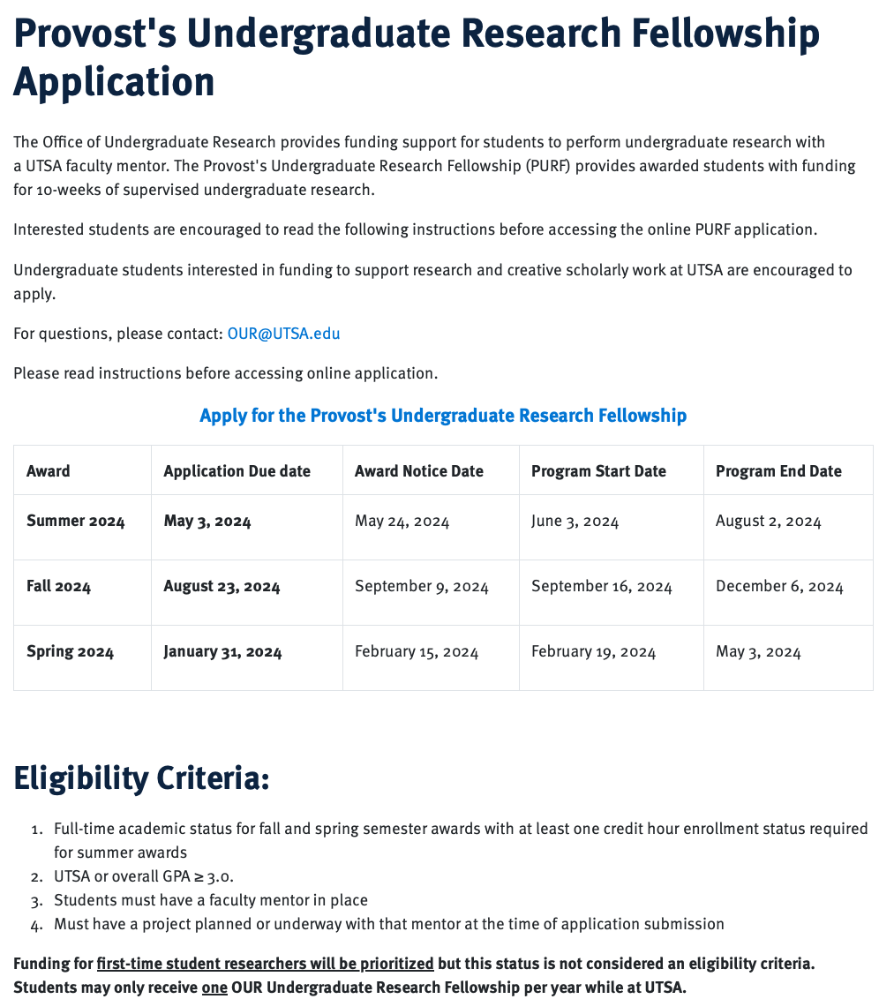 Provost's Undergraduate Research Fellowship
Application
The Office of Undergraduate Research provides funding support for students to perform undergraduate research with
a UTSA faculty mentor. The Provost's Undergraduate Research Fellowship (PURF) provides awarded students with funding
for 10-weeks of supervised undergraduate research.
Interested students are encouraged to read the following instructions before accessing the online PURF application.
Undergraduate students interested in funding to support research and creative scholarly work at UTSA are encouraged to
apply.
For questions, please contact: OUR@UTSA.edu
Please read instructions before accessing online application.
Apply for the Provost's Undergraduate Research Fellowship
Award Application Due date Award Notice Date Program Start Date Program End Date
Summer 2024 May 3, 2024 May 24, 2024 June 3, 2024 August 2, 2024
Fall 2024 August 23, 2024 September 9, 2024 September 16, 2024 December 6, 2024
Spring 2024 January 31, 2024 February 15, 2024 February 19, 2024 May 3, 2024
Eligibility Criteria:
1. Full-time academic status for fall and spring semester awards with at least one credit hour enrollment status required
for summer awards
2. UTSA or overall GPA ≥ 3.0.
3. Students must have a faculty mentor in place
4. Must have a project planned or underway with that mentor at the time of application submission
Funding for first-time student researchers will be prioritized but this status is not considered an eligibility criteria.
Students may only receive one OUR Undergraduate Research Fellowship per year while at UTSA.